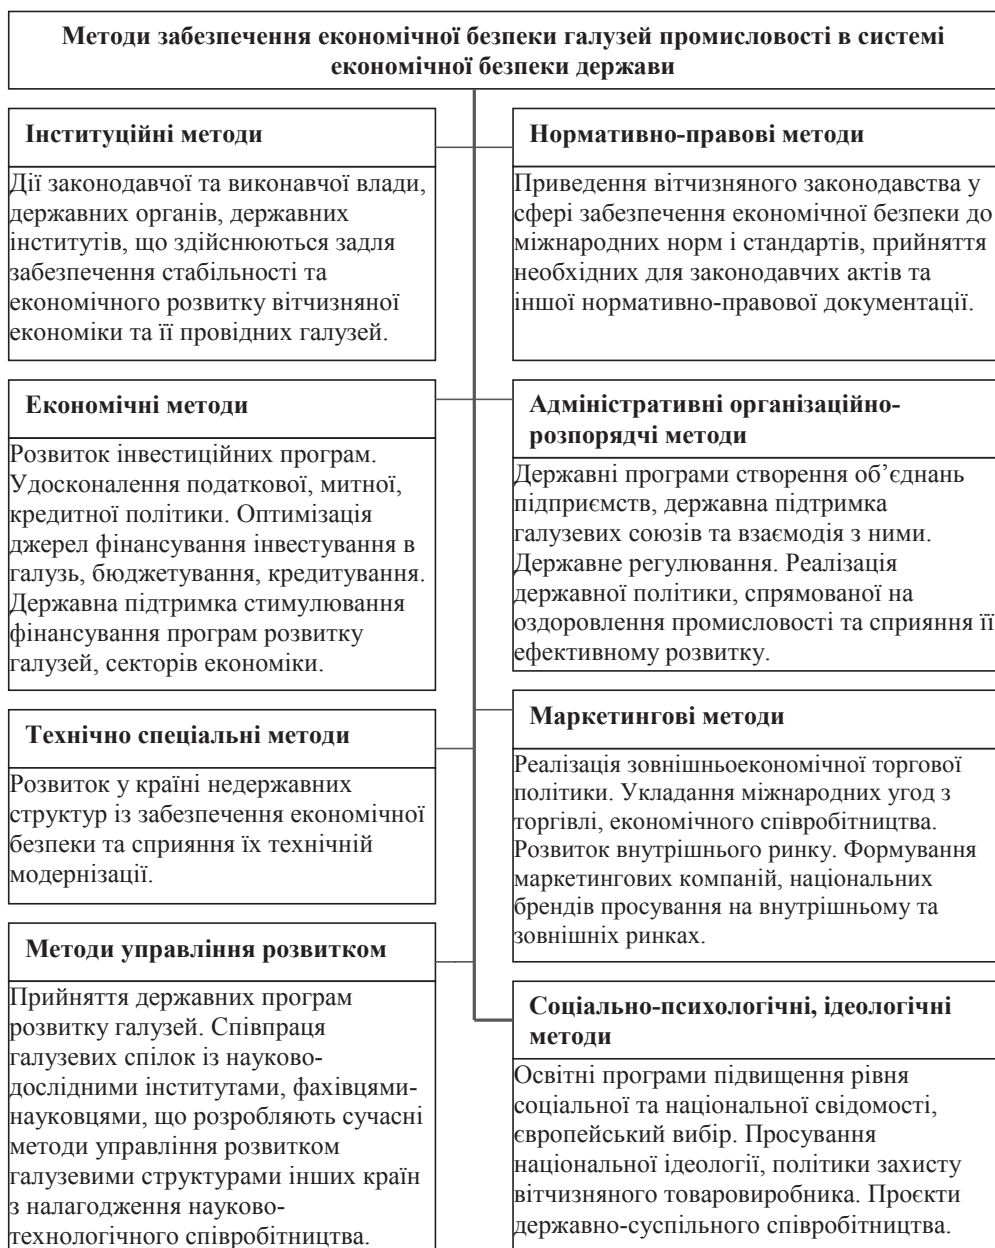 Методи забезпечення економічної безпеки галузей промисловості в системі
економічної безпеки держави
Інституційні методи
Дії законодавчої та виконавчої влади,
державних органів, державних
інститутів, що здійснюються задля
забезпечення стабільності та
економічного розвитку вітчизняної
економіки та її провідних галузей.
Нормативно-правові методи
Приведення вітчизняного законодавства у
сфері забезпечення економічної безпеки до
міжнародних норм і стандартів, прийняття
необхідних для законодавчих актів та
іншої нормативно-правової документації.
Економічні методи
Розвиток інвестиційних програм.
Удосконалення податкової, митної,
кредитної політики. Оптимізація
джерел фінансування інвестування в
галузь, бюджетування, кредитування.
Державна підтримка стимулювання
фінансування програм розвитку
галузей, секторів економіки.
Адміністративні організаційно-
розпорядчі методи
Державні програми створення об’єднань
підприємств, державна підтримка
галузевих союзів та взаємодія з ними.
Державне регулювання. Реалізація
державної політики, спрямованої на
оздоровлення промисловості та сприяння її
ефективному розвитку.
Технічно спеціальні методи
Розвиток у країні недержавних
структур із забезпечення економічної
безпеки та сприяння їх технічній
модернізації.
Маркетингові методи
Реалізація зовнішньоекономічної торгової
політики. Укладання міжнародних угод з
торгівлі, економічного співробітництва.
Розвиток внутрішнього ринку. Формування
маркетингових компаній, національних
брендів просування на внутрішньому та
зовнішніх ринках.
Методи управління розвитком
Прийняття державних програм
розвитку галузей. Співпраця
галузевих спілок із науково-
дослідними інститутами, фахівцями-
науковцями, що розробляють сучасні
методи управління розвитком
галузевими структурами інших країн
з налагодження науково-
технологічного співробітництва.
Соціально-психологічні, ідеологічні
методи
Освітні програми підвищення рівня
соціальної та національної свідомості,
європейський вибір. Просування
національної ідеології, політики захисту
вітчизняного товаровиробника. Проєкти
державно-суспільного співробітництва.